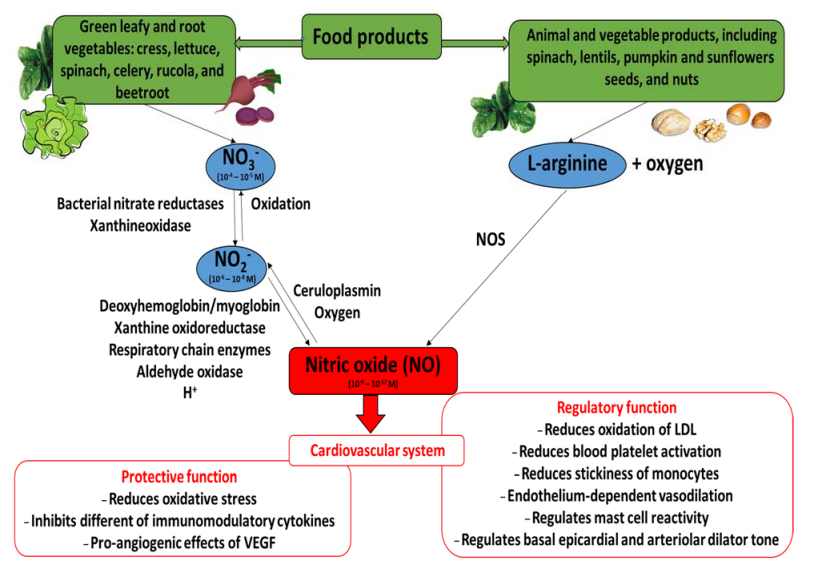 Food products
Green leafy and root
vegetables: cress, lettuce,
spinach, celery, rucola, and
beetroot
Animal and vegetable products, including
spinach, lentils, pumpkin and sunflowers
seeds, and nuts
NO₃⁻
(10⁻⁴ – 10⁻⁵ M)
L-arginine + oxygen
Bacterial nitrate reductases
Xanthineoxidase
Oxidation
NOS
NO₂⁻
(10⁻⁶ – 10⁻⁸ M)
Ceruloplasmin
Oxygen
Deoxyhemoglobin/myoglobin
Xanthine oxidoreductase
Respiratory chain enzymes
Aldehyde oxidase
H⁺
Nitric oxide (NO)
Cardiovascular system
Regulatory function
– Reduces oxidation of LDL
– Reduces blood platelet activation
– Reduces stickiness of monocytes
– Endothelium-dependent vasodilation
– Regulates mast cell reactivity
– Regulates basal epicardial and arteriolar dilator tone
Protective function
– Reduces oxidative stress
– Inhibits different of immunomodulatory cytokines
– Pro-angiogenic effects of VEGF